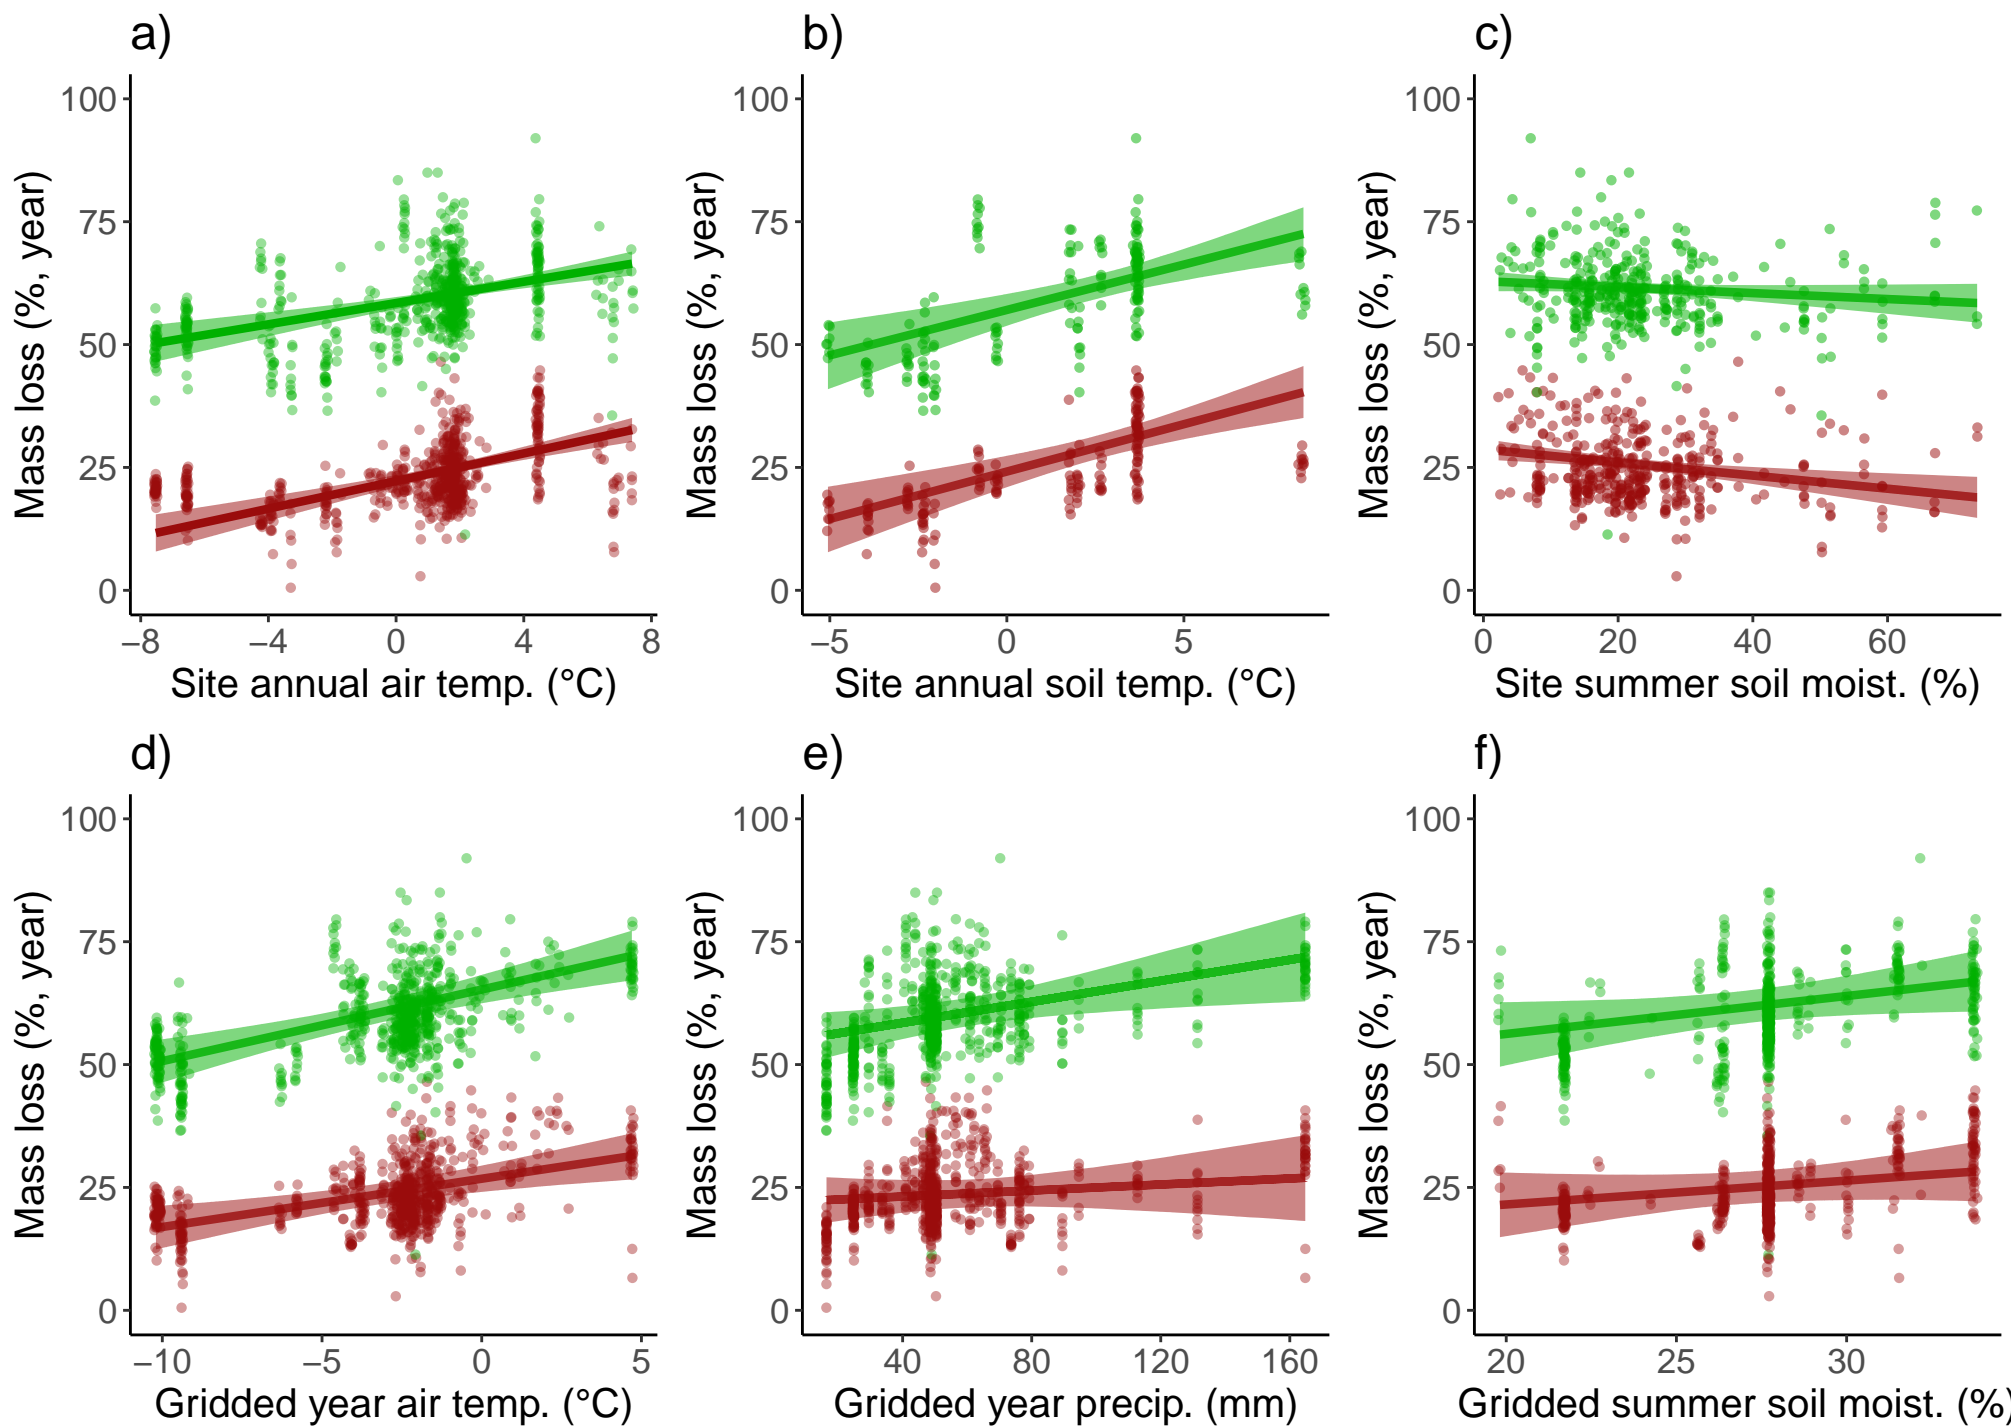 a)
100
75
50
25
0
Mass loss (%, year)
−8 −4 0 4 8
Site annual air temp. (°C)
b)
100
75
50
25
0
Mass loss (%, year)
−5 0 5
Site annual soil temp. (°C)
c)
100
75
50
25
0
Mass loss (%, year)
0 20 40 60
Site summer soil moist. (%)
d)
100
75
50
25
0
Mass loss (%, year)
−10 −5 0 5
Gridded year air temp. (°C)
e)
100
75
50
25
0
Mass loss (%, year)
40 80 120 160
Gridded year precip. (mm)
f)
100
75
50
25
0
Mass loss (%, year)
20 25 30
Gridded summer soil moist. (%)